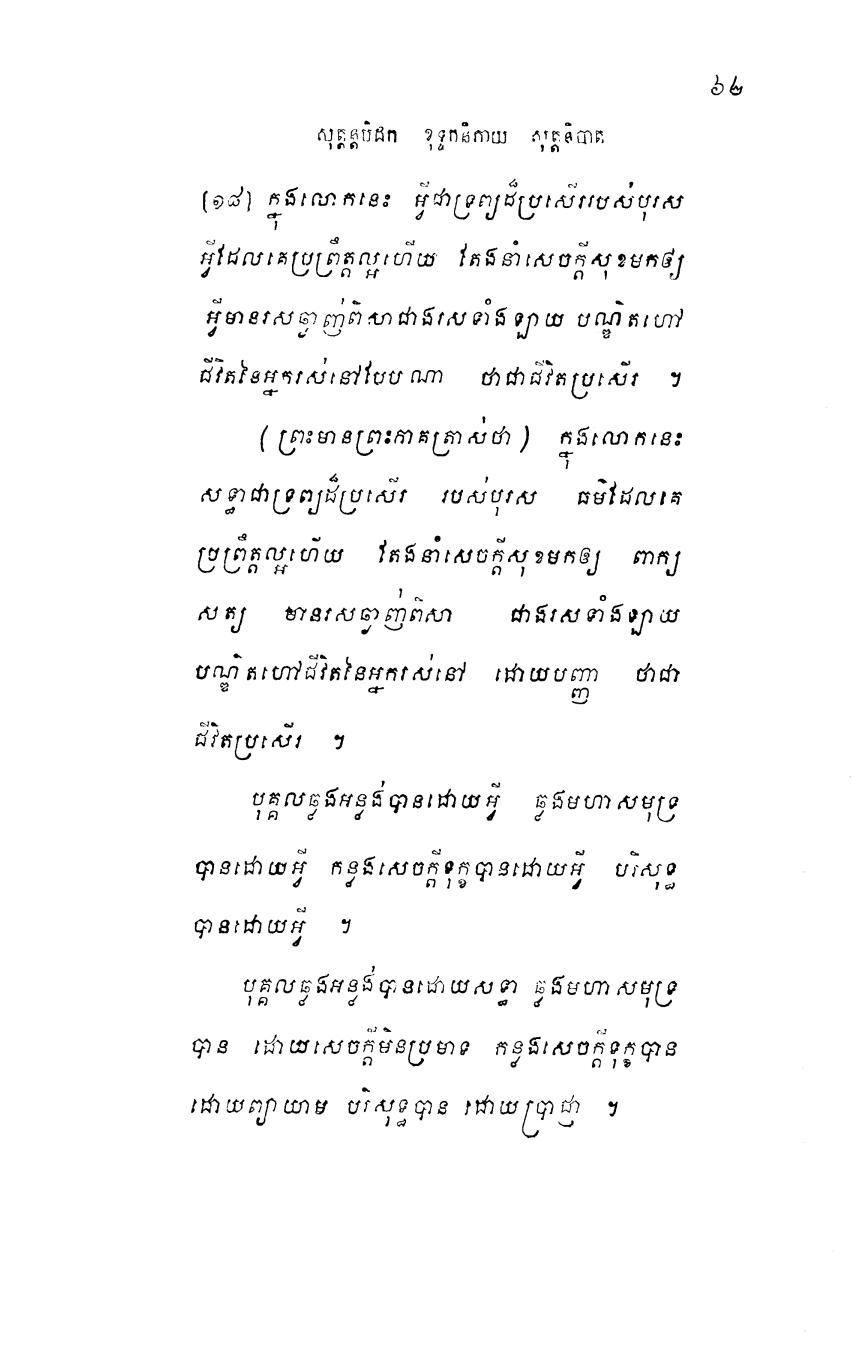 ៦២
សុត្តន្តបិដក ខុទ្ទកនិកាយ សុត្តនិបាត
[១៨] ក្នុងលោកនេះ អ្វីជាទ្រព្យដ៏ប្រសើររបស់បុរស
អ្វីដែលគេប្រព្រឹត្តល្អហើយ តែងនាំសេចក្តីសុខមកឲ្យ
អ្វីមានរសឆ្ងាញ់ពិសាជាងរសទាំងឡាយ បណ្ឌិតហៅ
ជីវិតនៃអ្នករស់នៅបែបណា ថាជាជីវិតប្រសើរ ។
(ព្រះមានព្រះភាគត្រាស់ថា) ក្នុងលោកនេះ
សទ្ធាជាទ្រព្យដ៏ប្រសើរ របស់បុរស ធម៌ដែលគេ
ប្រព្រឹត្តល្អហើយ តែងនាំសេចក្តីសុខមកឲ្យ ពាក្យ
សត្យ មានរសឆ្ងាញ់ពិសា ជាងរសទាំងឡាយ
បណ្ឌិតហៅជីវិតនៃអ្នករស់នៅ ដោយបញ្ញា ថាជា
ជីវិតប្រសើរ ។
បុគ្គលឆ្លងអន្លង់បានដោយអ្វី ឆ្លងមហាសមុទ្រ
បានដោយអ្វី កន្លងសេចក្តីទុក្ខបានដោយអ្វី បរិសុទ្ធ
បានដោយអ្វី ។
បុគ្គលឆ្លងអន្លង់បានដោយសទ្ធា ឆ្លងមហាសមុទ្រ
បាន ដោយសេចក្តីមិនប្រមាទ កន្លងសេចក្តីទុក្ខបាន
ដោយព្យាយាម បរិសុទ្ធបាន ដោយប្រាជ្ញា ។